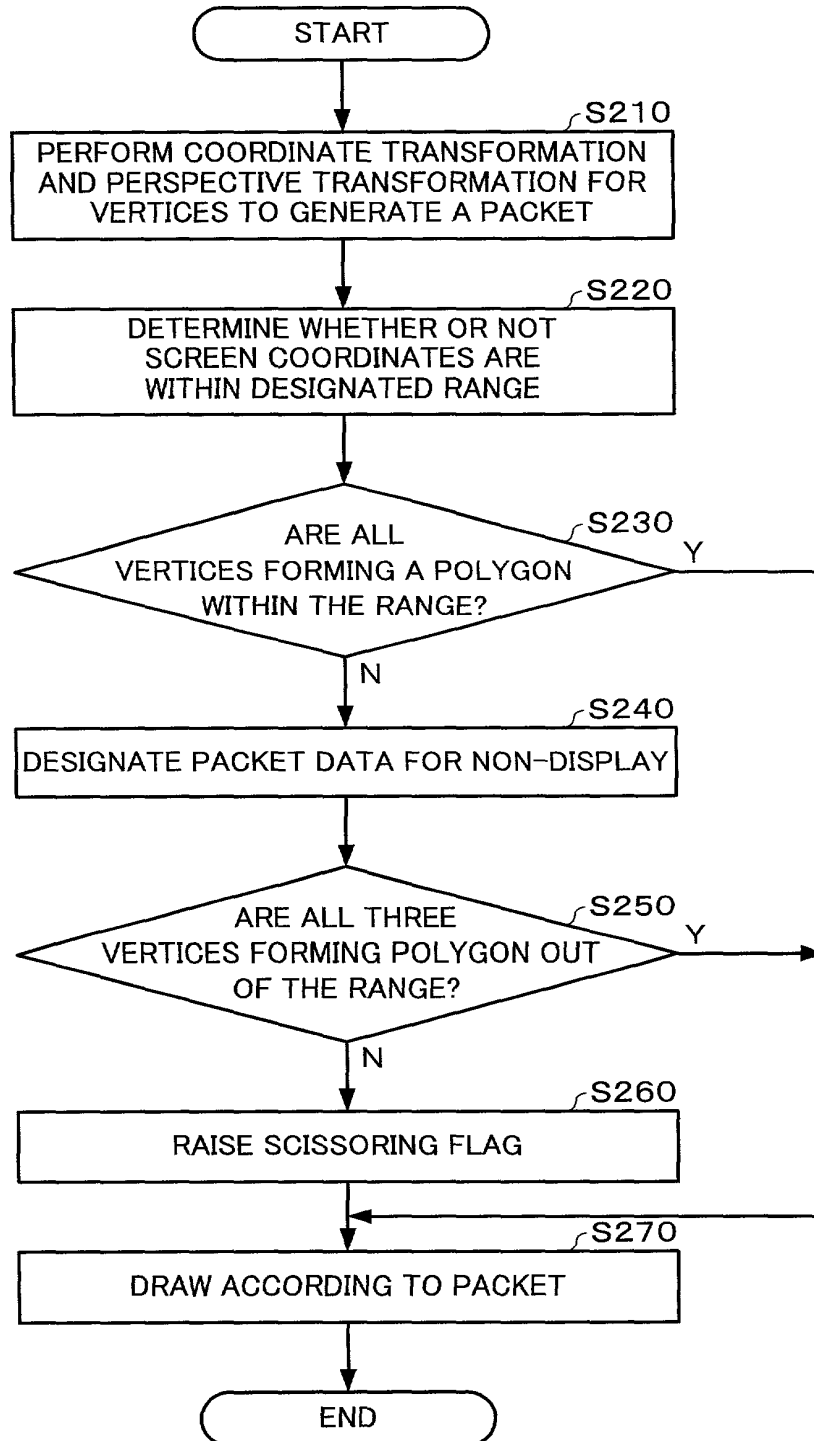 START
S210
PERFORM COORDINATE TRANSFORMATION
AND PERSPECTIVE TRANSFORMATION FOR
VERTICES TO GENERATE A PACKET
S220
DETERMINE WHETHER OR NOT
SCREEN COORDINATES ARE
WITHIN DESIGNATED RANGE
S230
ARE ALL
VERTICES FORMING A POLYGON
WITHIN THE RANGE?
Y
N
S240
DESIGNATE PACKET DATA FOR NON-DISPLAY
S250
ARE ALL THREE
VERTICES FORMING POLYGON OUT
OF THE RANGE?
Y
N
S260
RAISE SCISSORING FLAG
S270
DRAW ACCORDING TO PACKET
END